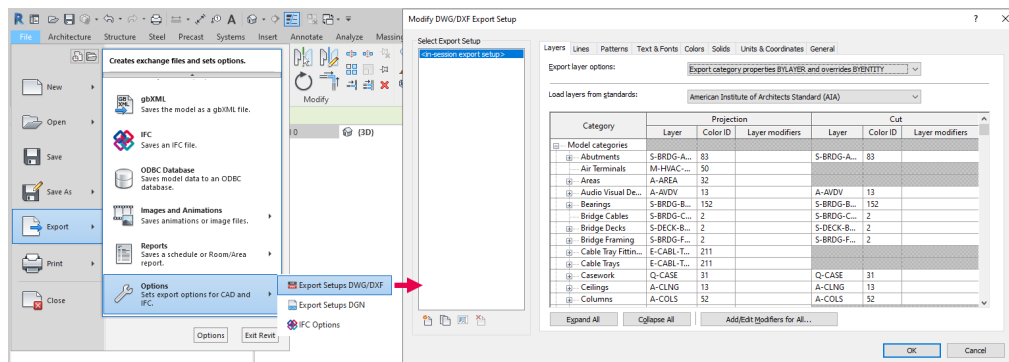 File Architecture Structure Steel Precast Systems Insert Annotate Analyze Massing
Creates exchange files and sets options.
New
Open
Save
Save As
Export
Print
Close
gbXML
Saves the model as a gbXML file.
IFC
Saves an IFC file.
ODBC Database
Saves model data to an ODBC
database.
Images and Animations
Saves animations or image files.
Reports
Saves a schedule or Room/Area
report.
Options
Sets export options for CAD and
IFC.
Options Exit Revit
Modify
{3D}
Export Setups DWG/DXF
Export Setups DGN
IFC Options
Modify DWG/DXF Export Setup
Select Export Setup
<in-session export setup>
Layers Lines Patterns Text & Fonts Colors Solids Units & Coordinates General
Export layer options: Export category properties BYLAYER and overrides BYENTITY
Load layers from standards: American Institute of Architects Standard (AIA)
Category Projection Cut
Layer Color ID Layer modifiers Layer Color ID Layer modifiers
Model categories
Abutments S-BRDG-A... 83 S-BRDG-A... 83
Air Terminals M-HVAC-... 50
Areas A-AREA 32
Audio Visual De... A-AVDV 13 A-AVDV 13
Bearings S-BRDG-B... 152 S-BRDG-B... 152
Bridge Cables S-BRDG-C... 2 S-BRDG-C... 2
Bridge Decks S-DECK-B... 2 S-DECK-B... 2
Bridge Framing S-BRDG-F... 2 S-BRDG-F... 2
Cable Tray Fittin... E-CABL-T... 211
Cable Trays E-CABL-T... 211
Casework Q-CASE 31 Q-CASE 31
Ceilings A-CLNG 13 A-CLNG 13
Columns A-COLS 52 A-COLS 52
Expand All Collapse All Add/Edit Modifiers for All...
OK Cancel